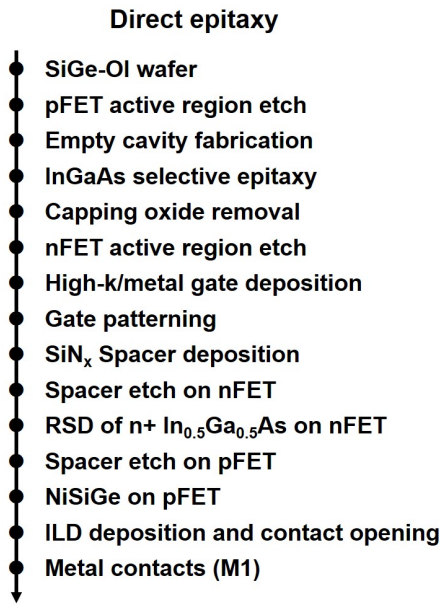 Direct epitaxy
SiGe-OI wafer
pFET active region etch
Empty cavity fabrication
InGaAs selective epitaxy
Capping oxide removal
nFET active region etch
High-k/metal gate deposition
Gate patterning
SiNₓ Spacer deposition
Spacer etch on nFET
RSD of n+ In₀.₅Ga₀.₅As on nFET
Spacer etch on pFET
NiSiGe on pFET
ILD deposition and contact opening
Metal contacts (M1)